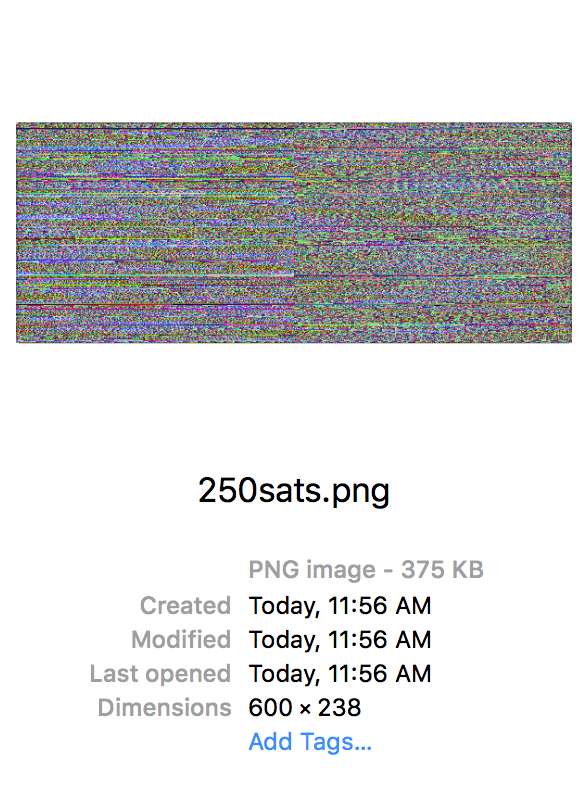 250sats.png
PNG image - 375 KB
Created Today, 11:56 AM
Modified Today, 11:56 AM
Last opened Today, 11:56 AM
Dimensions 600 × 238
Add Tags...